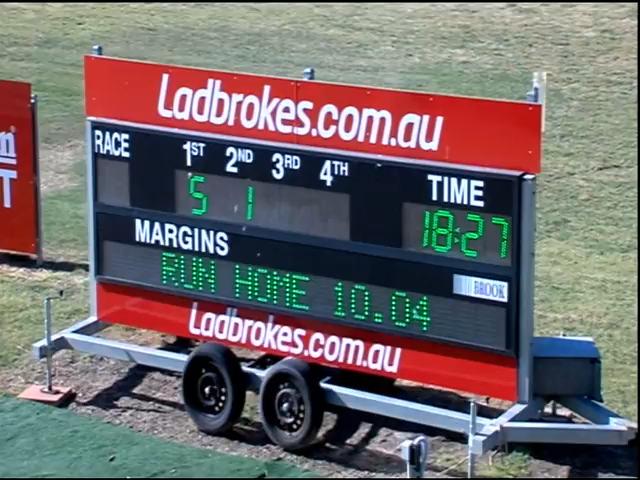 Ladbrokes.com.au
RACE 1ST 2ND 3RD 4TH TIME
5 1 18:27
MARGINS
RUN HOME 10.04
BROOK
Ladbrokes.com.au